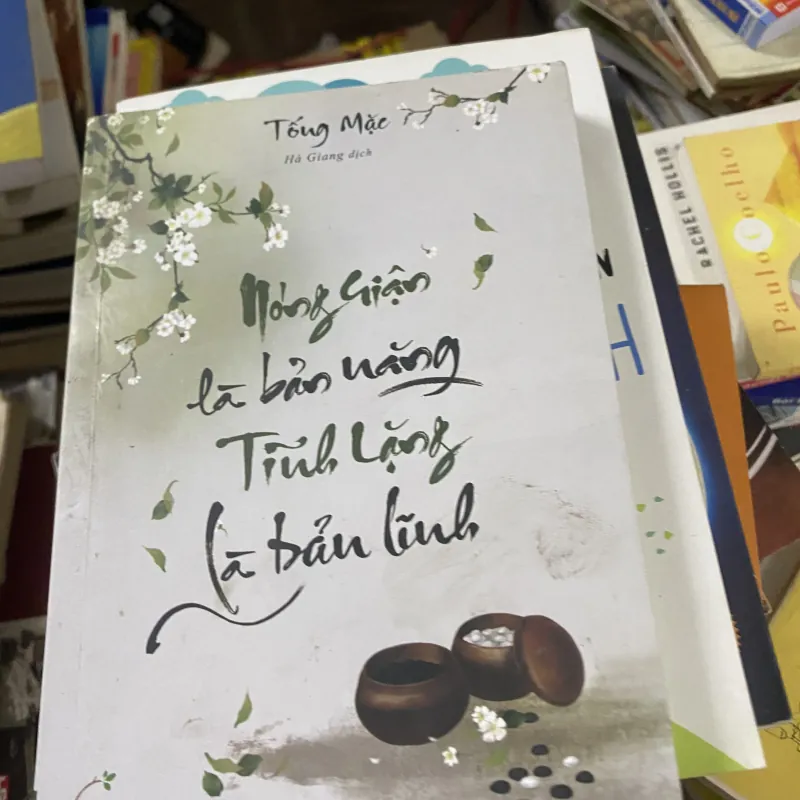 Tống Mặc
Hà Giang dịch
Nóng Giận
là bản năng
Tĩnh Lặng
là bản lĩnh
N
H
RACHEL HOLLIS
Paulo Coelho